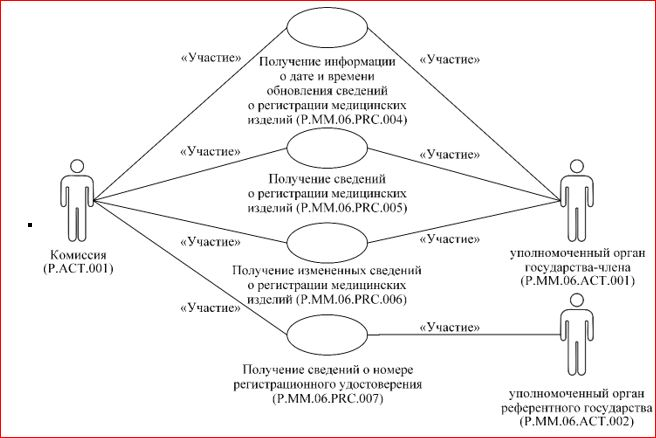 «Участие»
«Участие»
Получение информации
о дате и времени
обновления сведений
о регистрации медицинских
изделий (P.MM.06.PRC.004)
«Участие»
«Участие»
Получение сведений
о регистрации медицинских
изделий (P.MM.06.PRC.005)
Комиссия
(P.ACT.001)
«Участие»
«Участие»
уполномоченный орган
государства-члена
(P.MM.06.ACT.001)
Получение измененных сведений
о регистрации медицинских
изделий (P.MM.06.PRC.006)
«Участие»
«Участие»
Получение сведений о номере
регистрационного удостоверения
(P.MM.06.PRC.007)
уполномоченный орган
референтного государства
(P.MM.06.ACT.002)